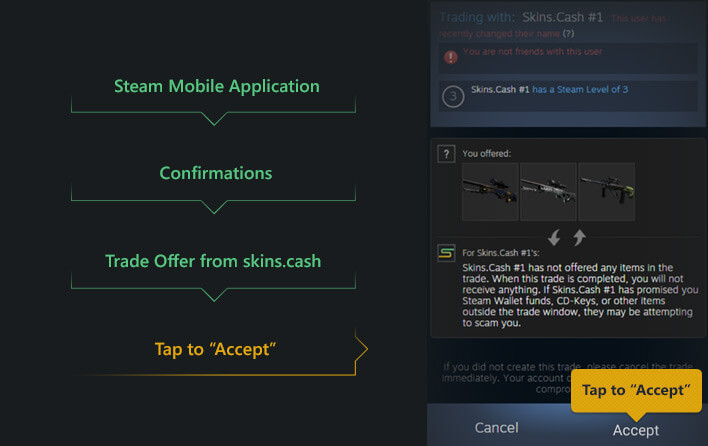 Steam Mobile Application
Confirmations
Trade Offer from skins.cash
Tap to “Accept”
Trading with: Skins.Cash #1 This user has
recently changed their name (?)
You are not friends with this user
3
Skins.Cash #1 has a Steam Level of 3
?
You offered:
For Skins.Cash #1's:
Skins.Cash #1 has not offered any items in the
trade. When this trade is completed, you will not
receive anything. If Skins.Cash #1 has promised you
Steam Wallet funds, CD-Keys, or other items
outside the trade window, they may be attempting
to scam you.
If you did not create this trade, please cancel the trade
immediately. Your account
Tap to “Accept”
Cancel
Accept